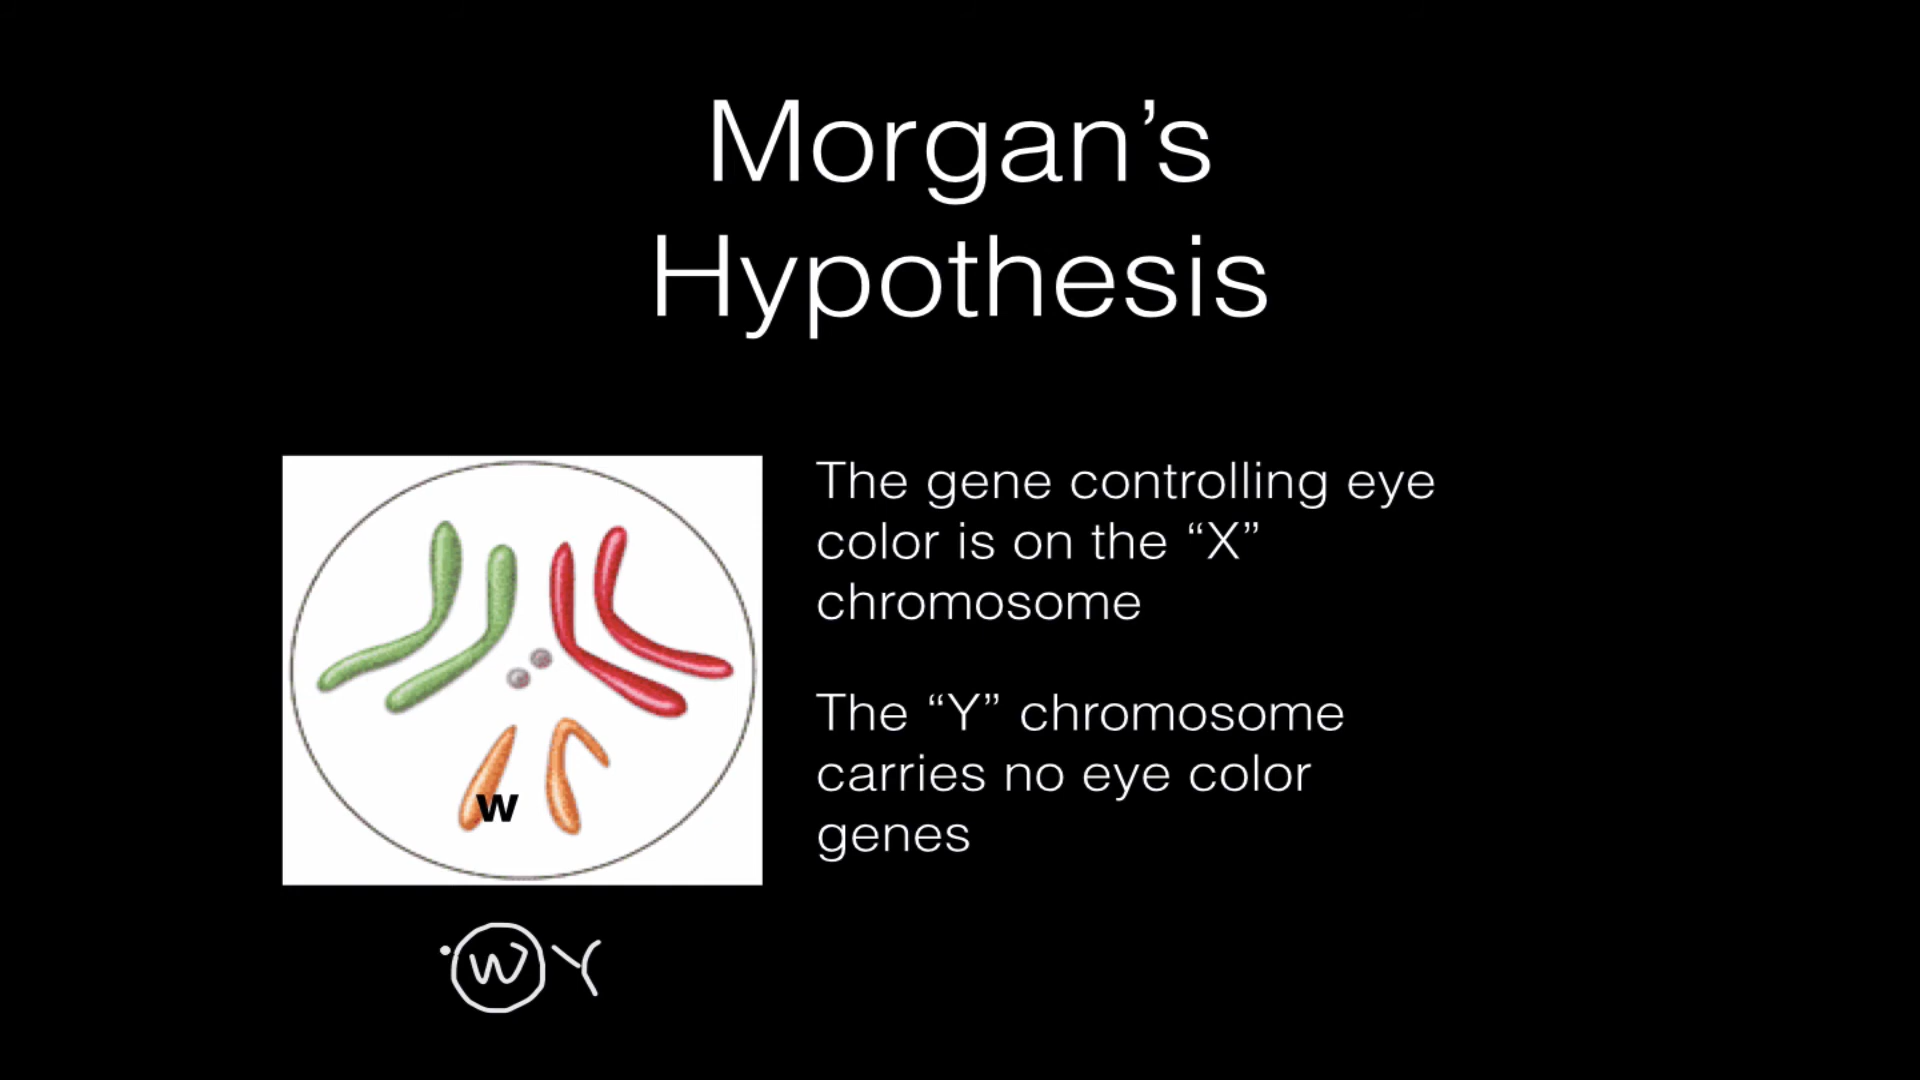 Morgan’s
Hypothesis
The gene controlling eye
color is on the “X”
chromosome
The “Y” chromosome
carries no eye color
genes
w
W Y